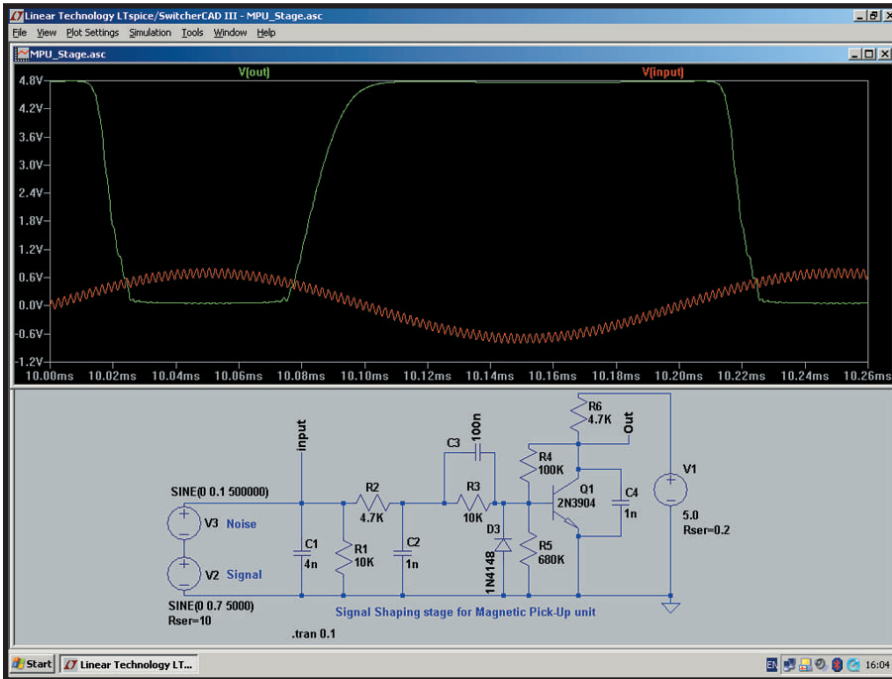 Linear Technology LTspice/SwitcherCAD III - MPU_Stage.asc
File View Plot Settings Simulation Tools Window Help
MPU_Stage.asc
V(out) V(input)
4.8V
4.2V
3.6V
3.0V
2.4V
1.8V
1.2V
0.6V
0.0V
-0.6V
-1.2V
10.00ms 10.02ms 10.04ms 10.06ms 10.08ms 10.10ms 10.12ms 10.14ms 10.16ms 10.18ms 10.20ms 10.22ms 10.24ms 10.26ms
input
SINE(0 0.1 500000)
V3 Noise
V2 Signal
SINE(0 0.7 5000)
Rser=10
.tran 0.1
C1
4n
R1
10K
R2
4.7K
C2
1n
C3
100n
R3
10K
D3
1N4148
R4
100K
R5
680K
Q1
2N3904
R6
4.7K
Out
C4
1n
V1
5.0
Rser=0.2
Signal Shaping stage for Magnetic Pick-Up unit
Start Linear Technology LT... EN 16:04